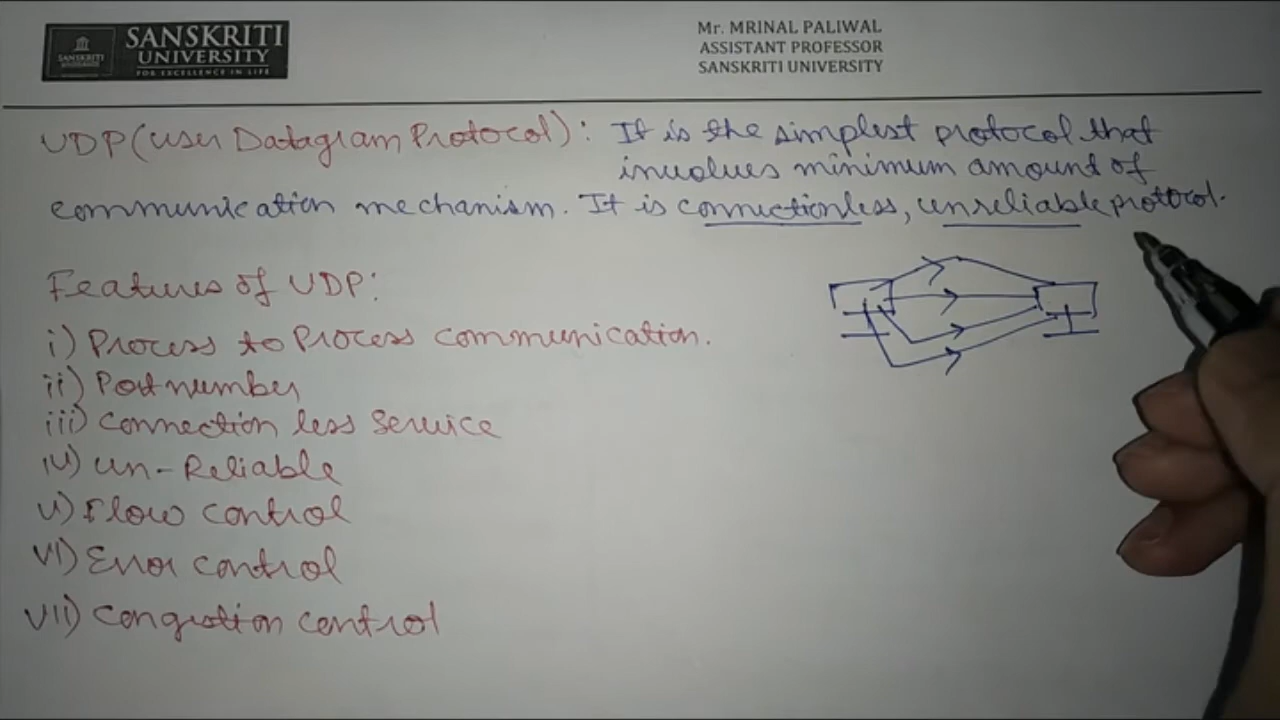 SANSKRITI
UNIVERSITY
FOR EXCELLENCE IN LIFE
SANSKRITI
UNIVERSITY
Mr. MRINAL PALIWAL
ASSISTANT PROFESSOR
SANSKRITI UNIVERSITY
UDP (User Datagram Protocol): It is the simplest protocol that
involves minimum amount of
communication mechanism. It is connectionless, unreliable protocol.
Features of UDP:
i) Process to Process communication.
ii) Port number
iii) Connection less Service
iv) Un-Reliable
v) Flow control
vi) Error control
vii) Congestion control